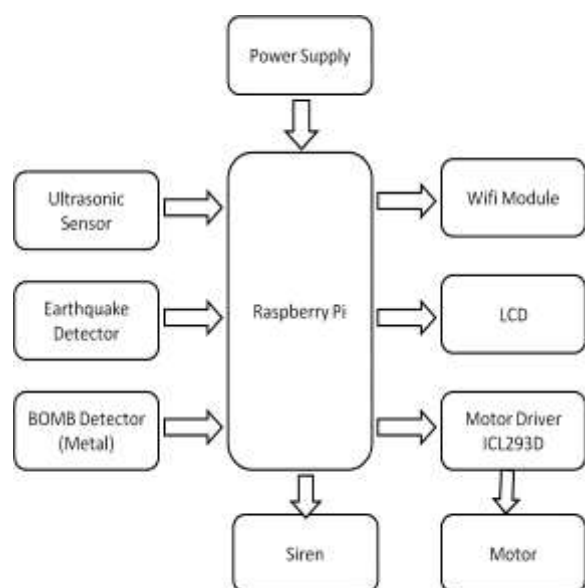 Power Supply
Ultrasonic
Sensor
Wifi Module
Earthquake
Detector
Raspberry Pi
LCD
BOMB Detector
(Metal)
Motor Driver
ICL293D
Siren
Motor